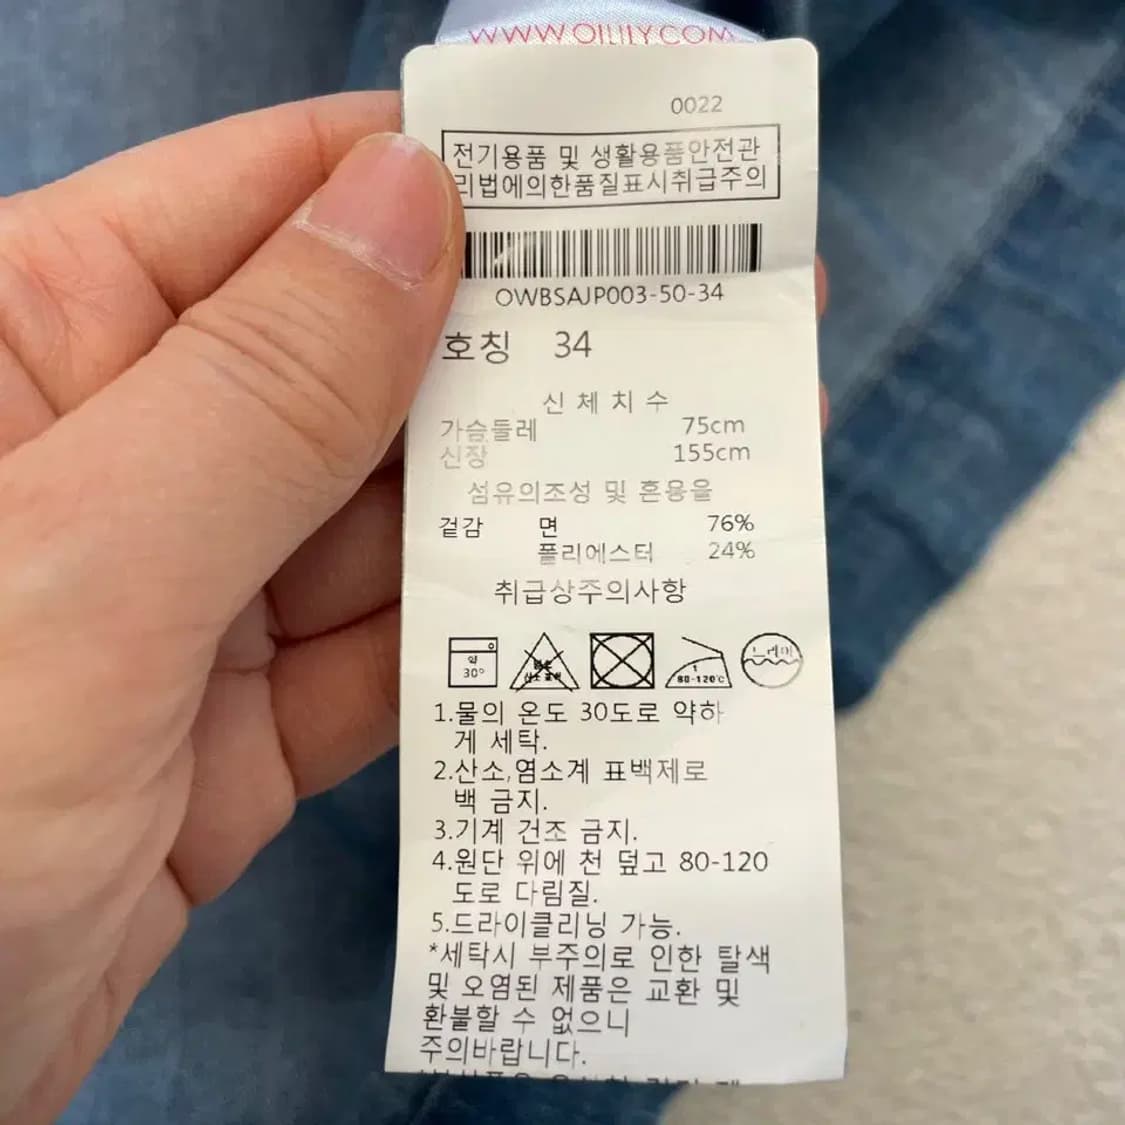 WWW.OILILY.COM
0022
전기용품 및 생활용품안전관
리법에의한품질표시취급주의
OWBSAJP003-50-34
호칭 34
신체치수
가슴둘레 75cm
신장 155cm
섬유의조성 및 혼용율
겉감 면 76%
폴리에스터 24%
취급상주의사항
약
30°
80-120℃
드라이
1.물의 온도 30도로 약하
게 세탁.
2.산소,염소계 표백제로
백 금지.
3.기계 건조 금지.
4.원단 위에 천 덮고 80-120
도로 다림질.
5.드라이클리닝 가능.
*세탁시 부주의로 인한 탈색
및 오염된 제품은 교환 및
환불할 수 없으니
주의바랍니다.